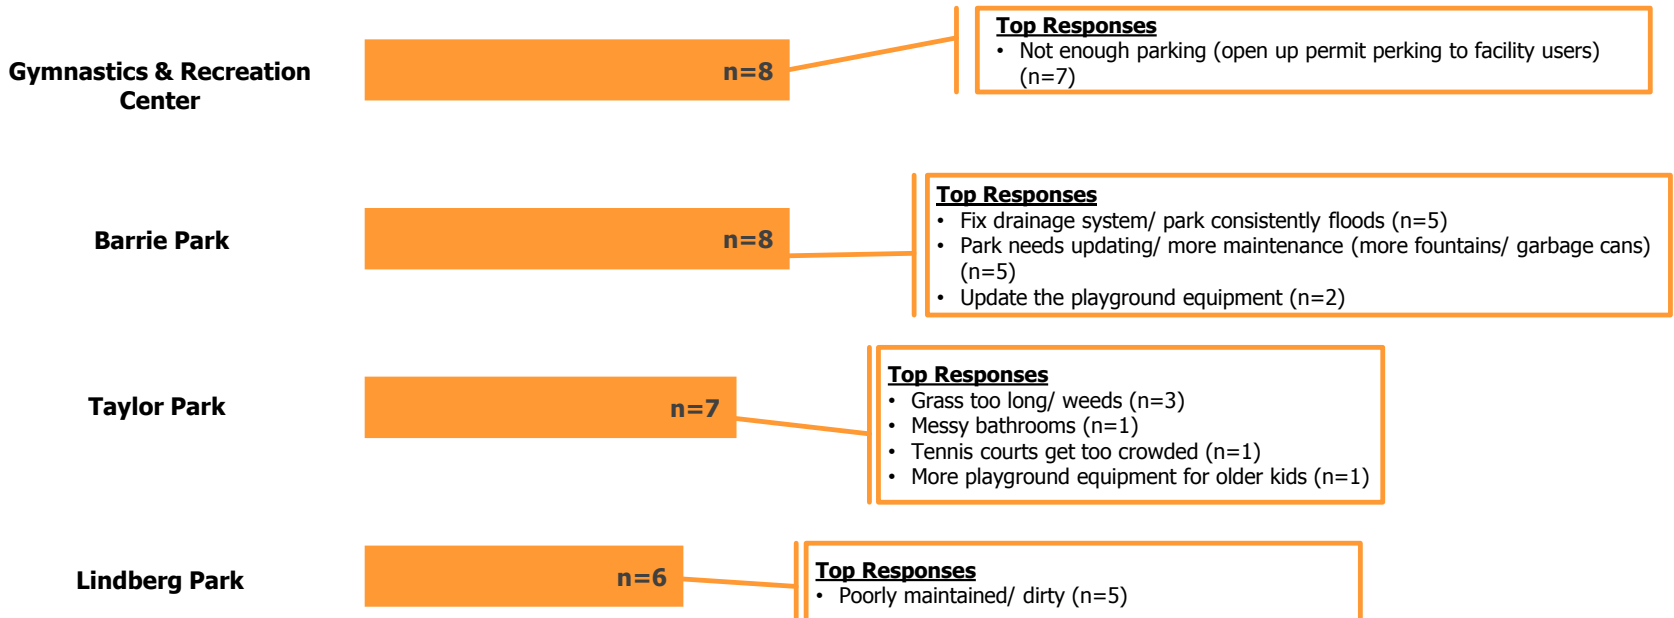 Gymnastics & Recreation
Center
n=8
Top Responses
• Not enough parking (open up permit perking to facility users)
(n=7)
Barrie Park
n=8
Top Responses
• Fix drainage system/ park consistently floods (n=5)
• Park needs updating/ more maintenance (more fountains/ garbage cans)
(n=5)
• Update the playground equipment (n=2)
Taylor Park
n=7
Top Responses
• Grass too long/ weeds (n=3)
• Messy bathrooms (n=1)
• Tennis courts get too crowded (n=1)
• More playground equipment for older kids (n=1)
Lindberg Park
n=6
Top Responses
• Poorly maintained/ dirty (n=5)